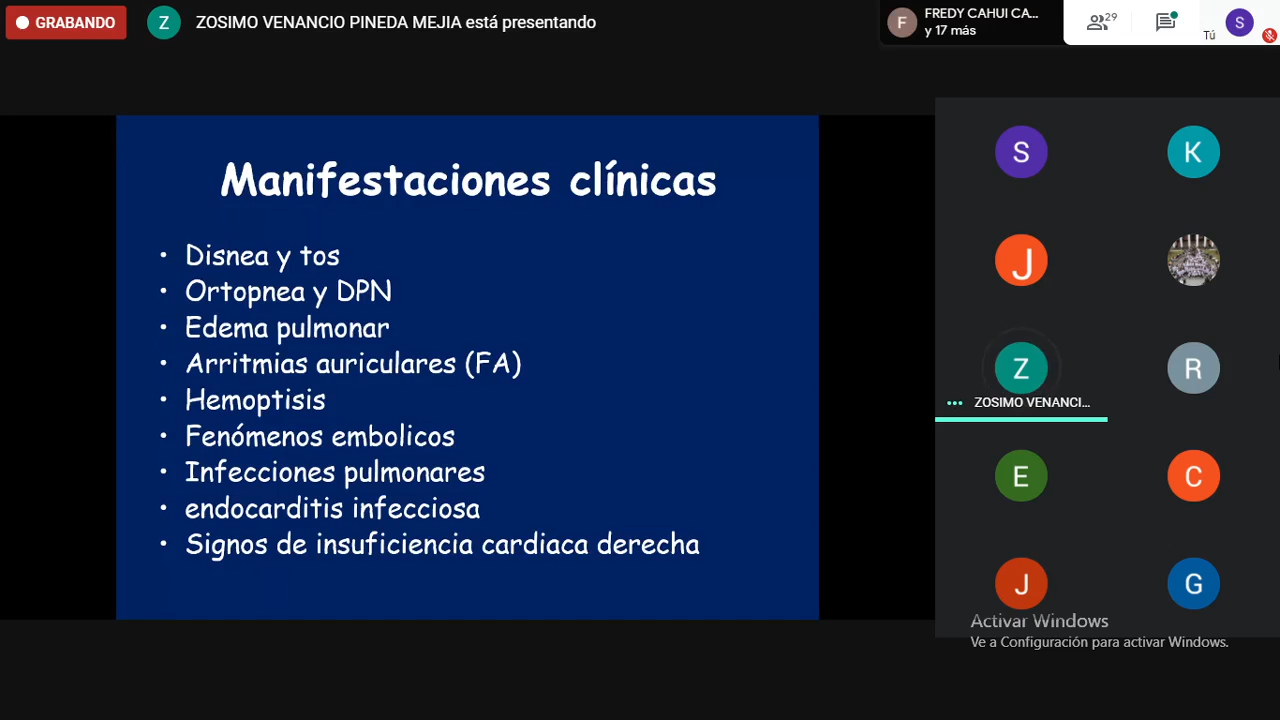 GRABANDO
Z
ZOSIMO VENANCIO PINEDA MEJIA está presentando
F
FREDY CAHUI CA...
y 17 más
29
Tú
S
Manifestaciones clínicas
• Disnea y tos
• Ortopnea y DPN
• Edema pulmonar
• Arritmias auriculares (FA)
• Hemoptisis
• Fenómenos embolicos
• Infecciones pulmonares
• endocarditis infecciosa
• Signos de insuficiencia cardiaca derecha
S
K
J
Z
R
ZOSIMO VENANCI...
E
C
J
G
Activar Windows
Ve a Configuración para activar Windows.